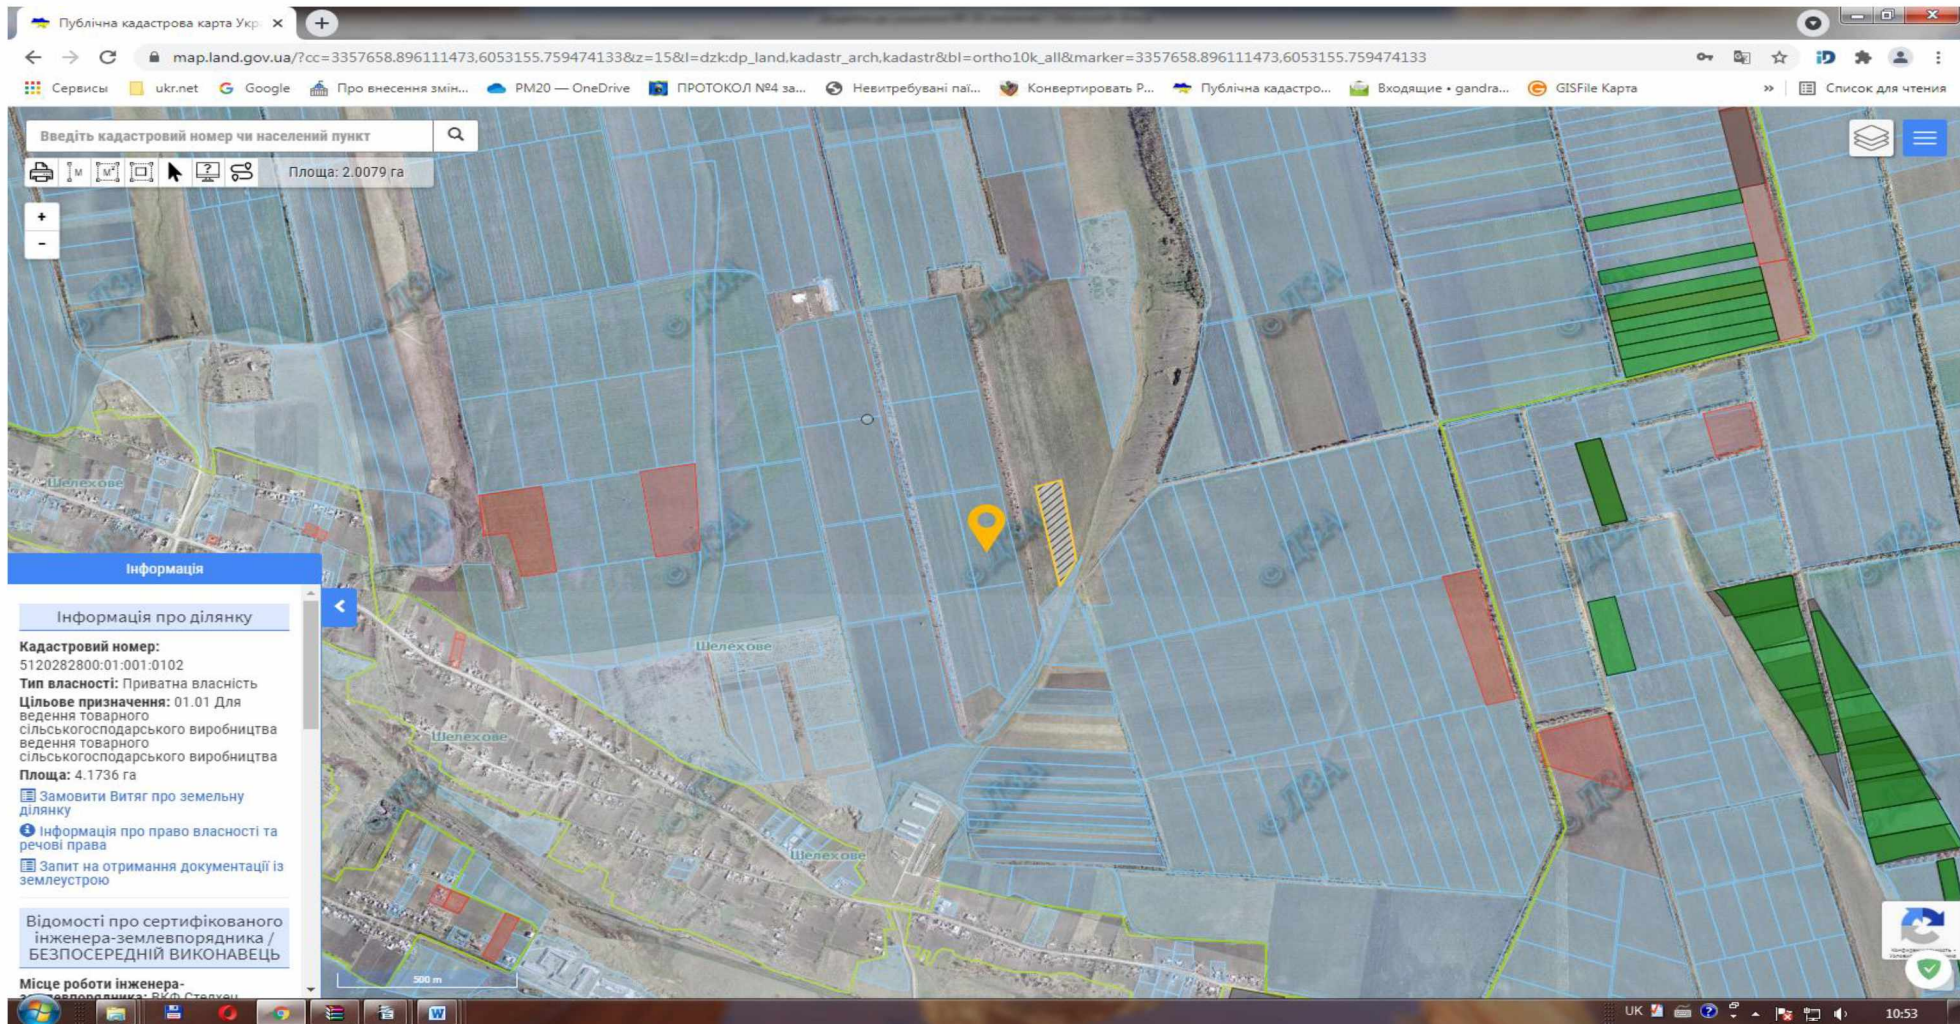 Публічна кадастрова карта Укр
map.land.gov.ua/?cc=3357658.896111473,6053155.759474133&z=15&l=dzk:dp_land,kadastr_arch,kadastr&bl=ortho10k_all&marker=3357658.896111473,6053155.759474133
Сервисы ukr.net Google Про внесення змін... PM20 — OneDrive ПРОТОКОЛ №4 за... Невитребувані паї... Конвертировать P... Публічна кадастро... Входящие • gandra... GISFile Карта » Список для чтения
Введіть кадастровий номер чи населений пункт
М М² Площа: 2.0079 га
+
-
© ДЗА
Шелехове
Шелехове
Шелехове
Шелехове
Інформація
Інформація про ділянку
Кадастровий номер:
5120282800:01:001:0102
Тип власності: Приватна власність
Цільове призначення: 01.01 Для
ведення товарного
сільськогосподарського виробництва
ведення товарного
сільськогосподарського виробництва
Площа: 4.1736 га
Замовити Витяг про земельну
ділянку
Інформація про право власності та
речові права
Запит на отримання документації із
землеустрою
Відомості про сертифікованого
інженера-землевпорядника /
БЕЗПОСЕРЕДНІЙ ВИКОНАВЕЦЬ
Місце роботи інженера-
500 m
UK 10:53